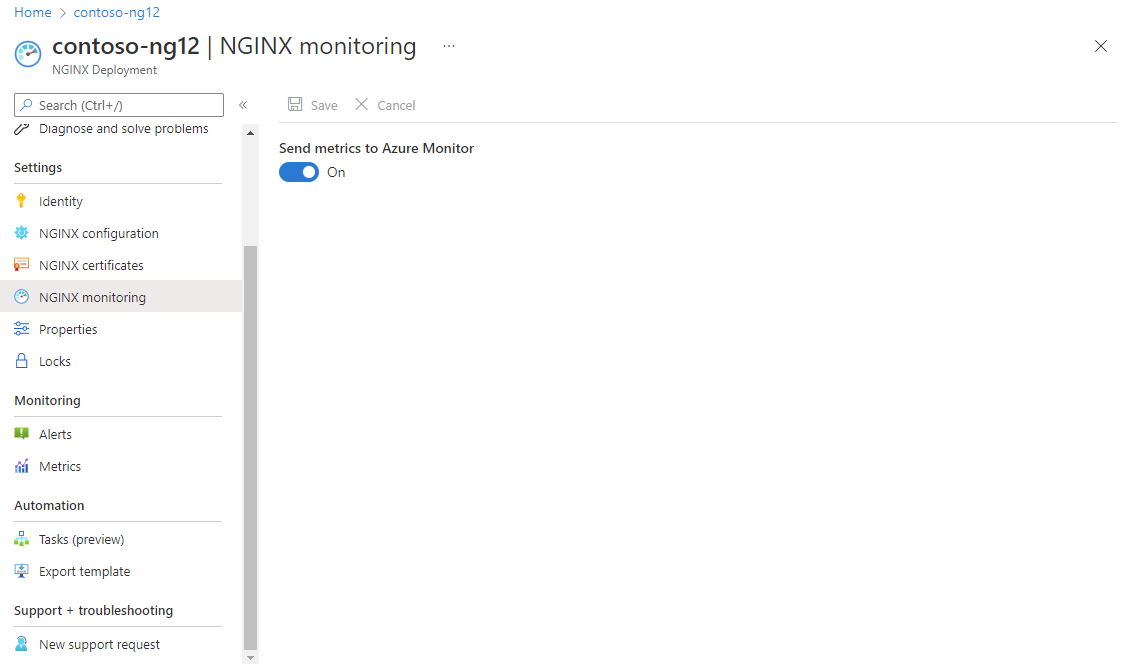 Home > contoso-ng12
contoso-ng12 | NGINX monitoring ...
NGINX Deployment
Search (Ctrl+/)
«
Save
Cancel
Diagnose and solve problems
Send metrics to Azure Monitor
On
Settings
Identity
NGINX configuration
NGINX certificates
NGINX monitoring
Properties
Locks
Monitoring
Alerts
Metrics
Automation
Tasks (preview)
Export template
Support + troubleshooting
New support request